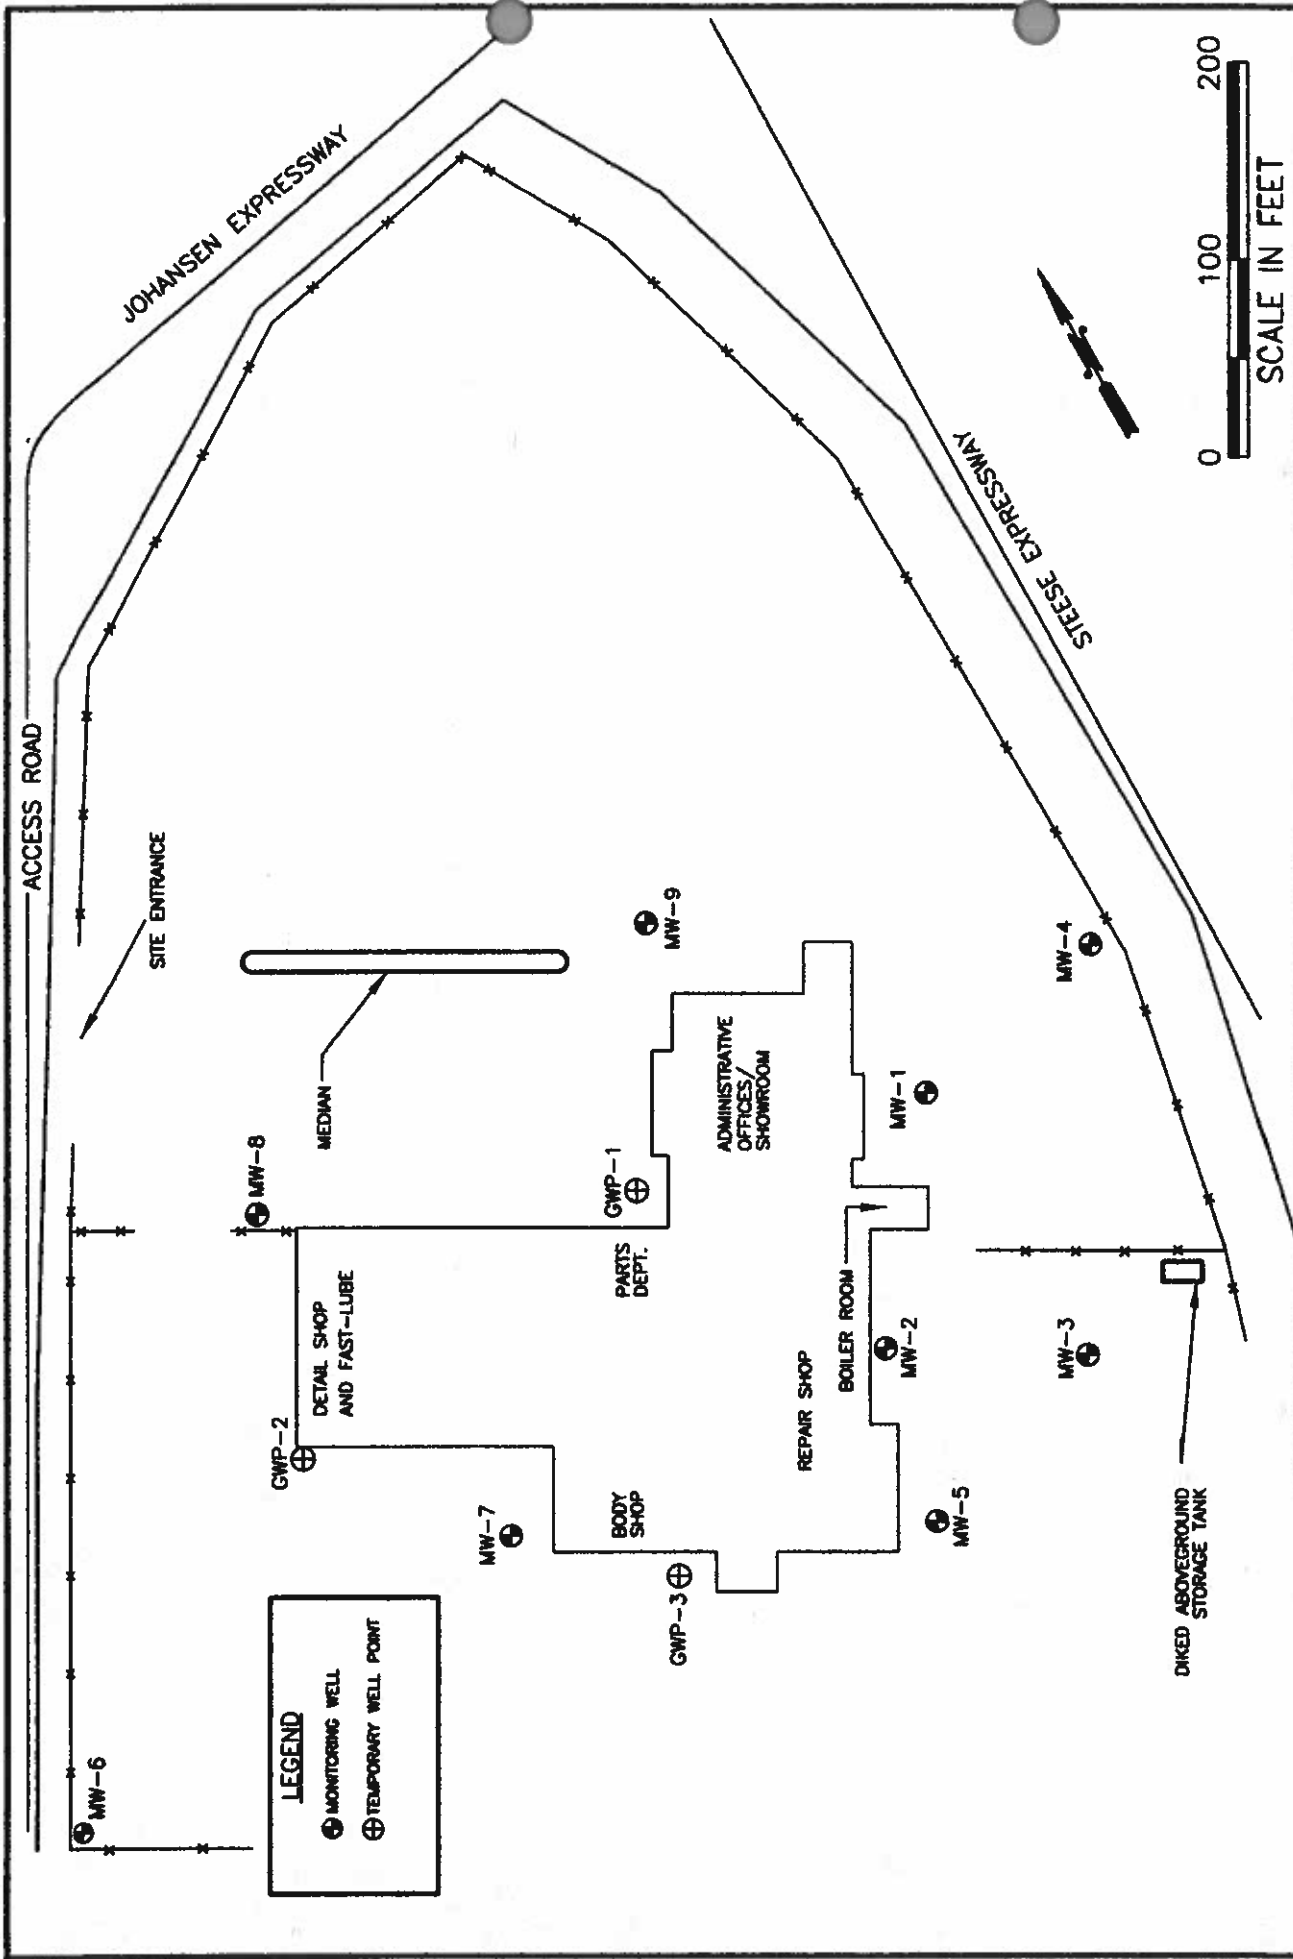 ACCESS ROAD
JOHANSEN EXPRESSWAY
SITE ENTRANCE
MEDIAN
MW-8
MW-6
LEGEND
MONITORING WELL
TEMPORARY WELL POINT
GWP-2
DETAIL SHOP
AND FAST-LUBE
MW-7
GWP-1
MW-9
PARTS
DEPT.
BODY
SHOP
GWP-3
ADMINISTRATIVE
OFFICES/
SHOWROOM
REPAIR SHOP
BOILER ROOM
MW-1
MW-2
MW-5
MW-4
MW-3
DIKED ABOVEGROUND
STORAGE TANK
STEESE EXPRESSWAY
0 100 200
SCALE IN FEET